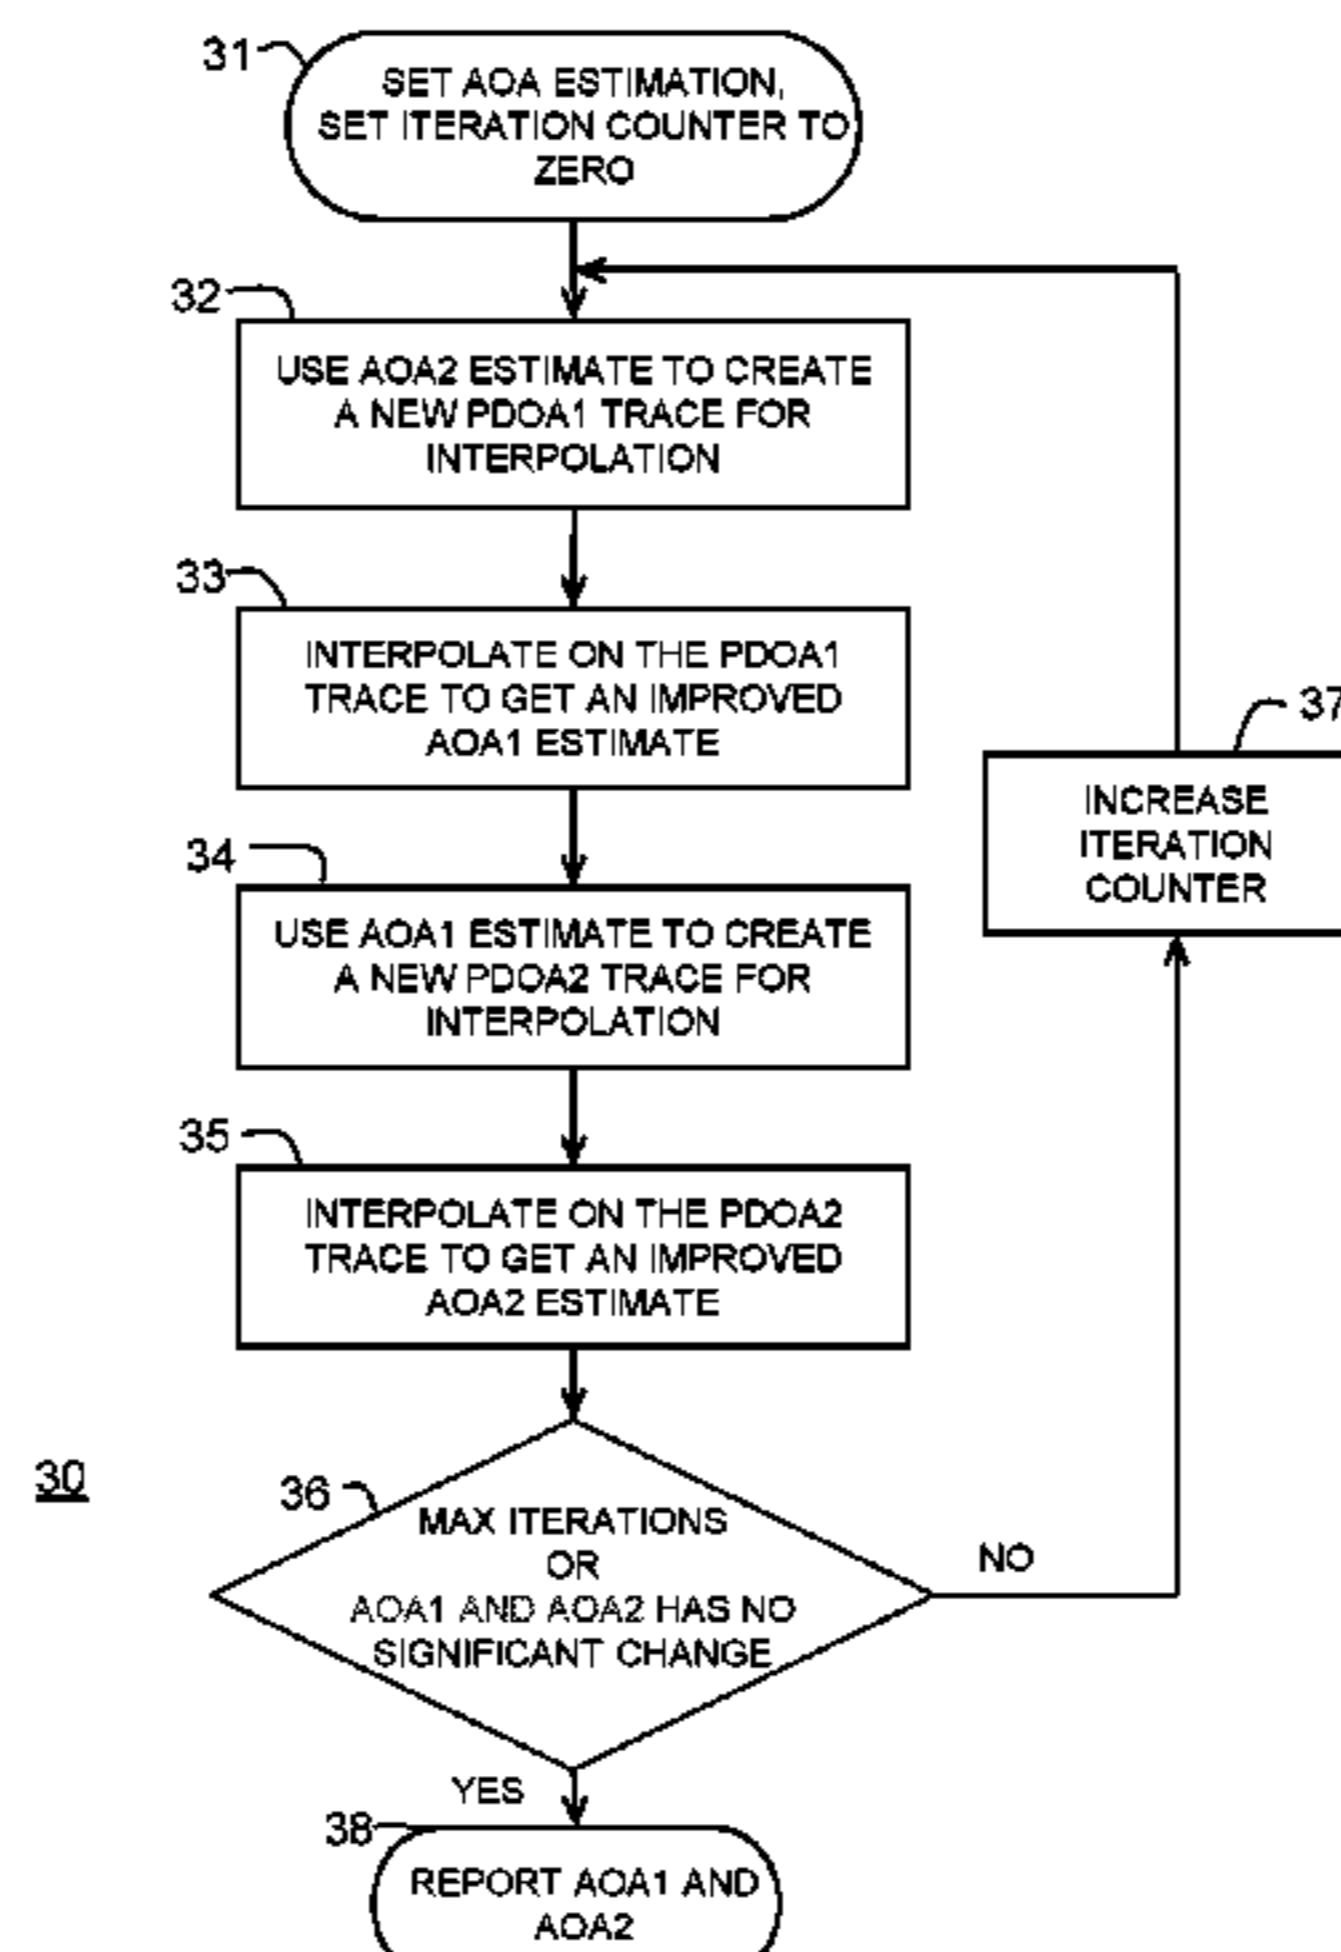 31
SET AOA ESTIMATION,
SET ITERATION COUNTER TO
ZERO
32
USE AOA2 ESTIMATE TO CREATE
A NEW PDOA1 TRACE FOR
INTERPOLATION
33
INTERPOLATE ON THE PDOA1
TRACE TO GET AN IMPROVED
AOA1 ESTIMATE
37
INCREASE
ITERATION
COUNTER
34
USE AOA1 ESTIMATE TO CREATE
A NEW PDOA2 TRACE FOR
INTERPOLATION
35
INTERPOLATE ON THE PDOA2
TRACE TO GET AN IMPROVED
AOA2 ESTIMATE
30
36
MAX ITERATIONS
OR
AOA1 AND AOA2 HAS NO
SIGNIFICANT CHANGE
NO
YES
38
REPORT AOA1 AND
AOA2